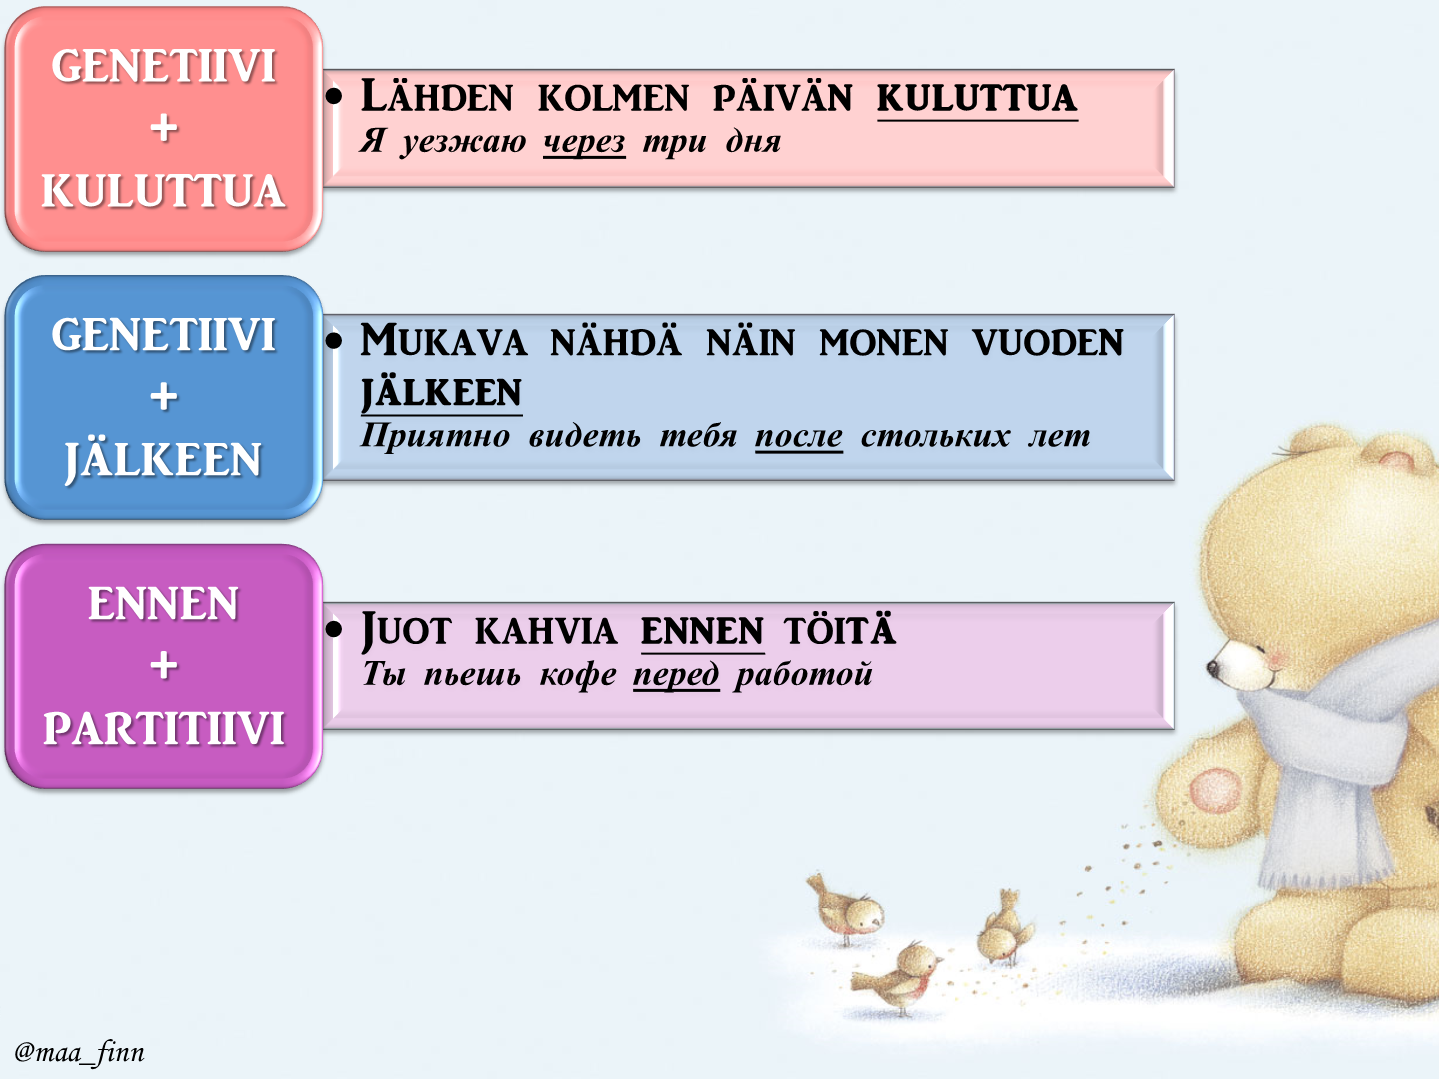 GENETIIVI
+
KULUTTUA
• LÄHDEN KOLMEN PÄIVÄN KULUTTUA
Я уезжаю через три дня
GENETIIVI
+
JÄLKEEN
• MUKAVA NÄHDÄ NÄIN MONEN VUODEN
JÄLKEEN
Приятно видеть тебя после стольких лет
ENNEN
+
PARTITIIVI
• JUOT KAHVIA ENNEN TÖITÄ
Ты пьешь кофе перед работой
@maa_finn